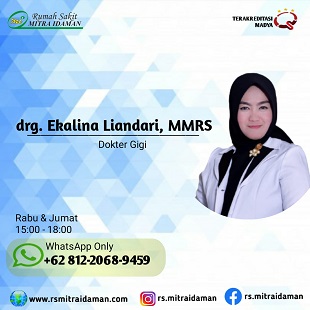 Rumah Sakit
MITRA IDAMAN
TERAKREDITASI
MADYA
drg. Ekalina Liandari, MMRS
Dokter Gigi
Rabu & Jumat
15:00 - 18:00
WhatsApp Only
+62 812-2068-9459
www.rsmitraidaman.com
rs.mitraidaman
rs.mitraidaman